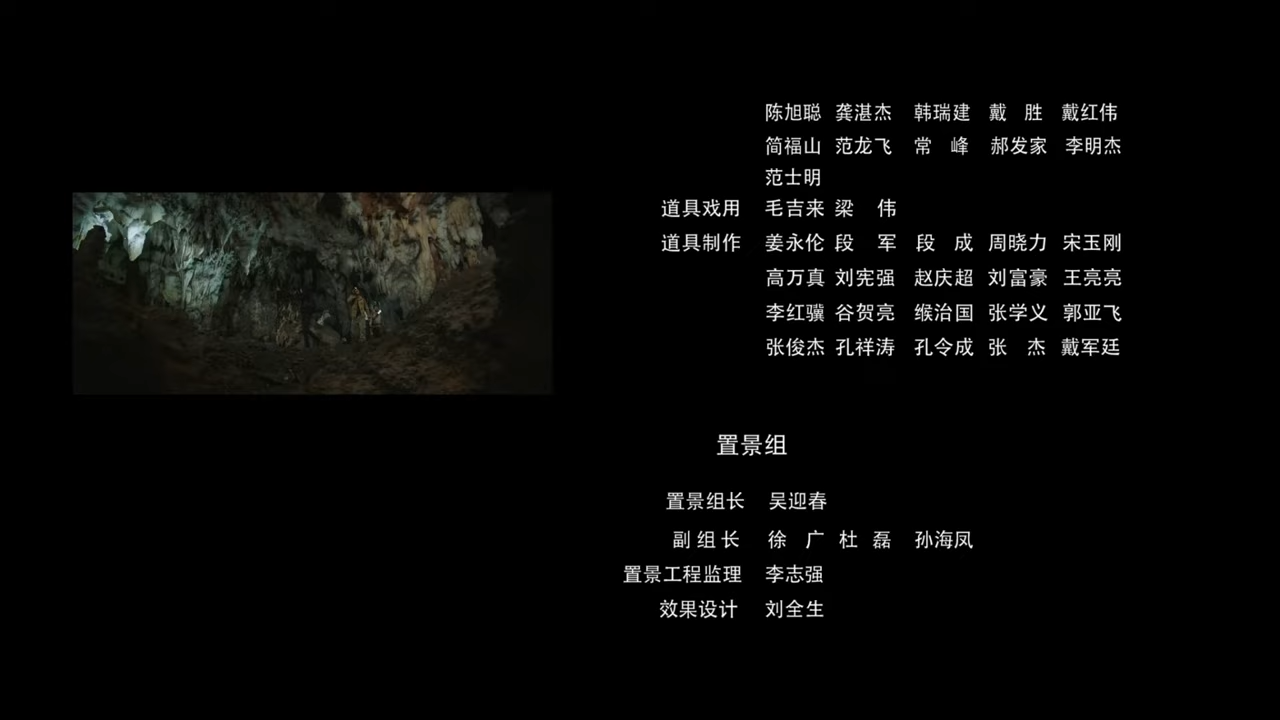 陈旭聪 龚湛杰 韩瑞建 戴 胜 戴红伟
简福山 范龙飞 常 峰 郝发家 李明杰
范士明
道具戏用 毛吉来 梁 伟
道具制作 姜永伦 段 军 段 成 周晓力 宋玉刚
高万真 刘宪强 赵庆超 刘富豪 王亮亮
李红骥 谷贺亮 缑治国 张学义 郭亚飞
张俊杰 孔祥涛 孔令成 张 杰 戴军廷
置景组
置景组长 吴迎春
副组长 徐 广 杜 磊 孙海凤
置景工程监理 李志强
效果设计 刘全生